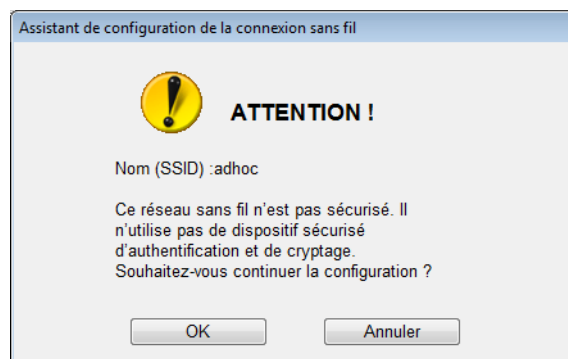 Assistant de configuration de la connexion sans fil
ATTENTION !
Nom (SSID) :adhoc
Ce réseau sans fil n'est pas sécurisé. Il
n'utilise pas de dispositif sécurisé
d'authentification et de cryptage.
Souhaitez-vous continuer la configuration ?
OK
Annuler